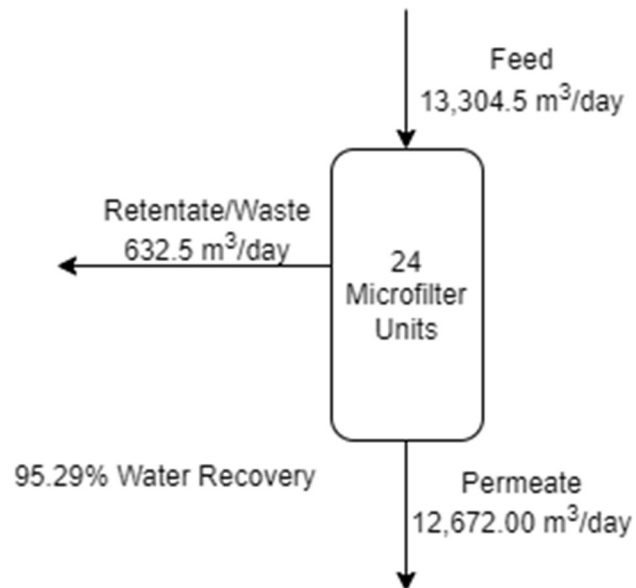 Feed
13,304.5 m³/day
Retentate/Waste
632.5 m³/day
24
Microfilter
Units
95.29% Water Recovery
Permeate
12,672.00 m³/day